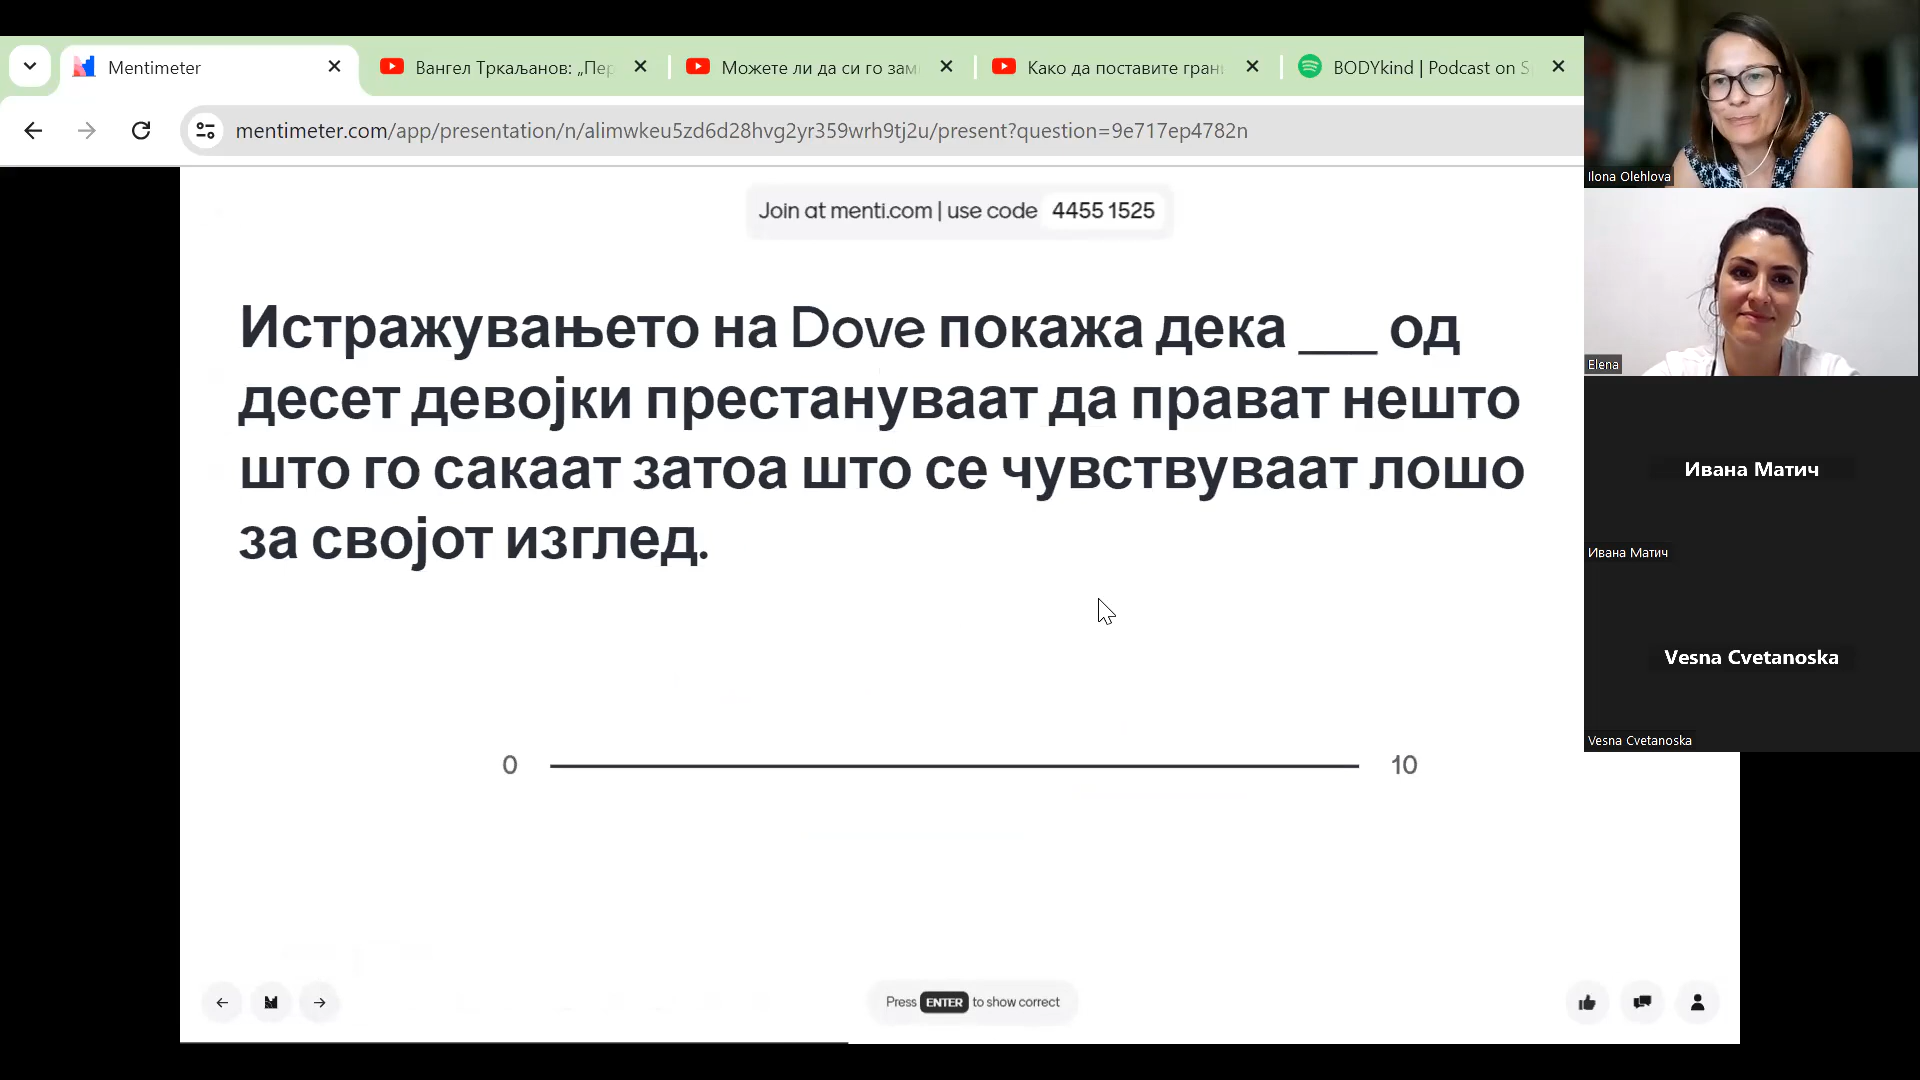 Mentimeter
Вангел Тркаљанов: „Пер
Можете ли да си го зам
Како да поставите грани
BODYkind | Podcast on S
mentimeter.com/app/presentation/n/alimwkeu5zd6d28hvg2yr359wrh9tj2u/present?question=9e717ep4782n
Join at menti.com | use code 4455 1525
Истражувањето на Dove покажа дека ___ од
десет девојки престануваат да прават нешто
што го сакаат затоа што се чувствуваат лошо
за својот изглед.
0
10
Press ENTER to show correct
Ilona Olehlova
Elena
Ивана Матич
Ивана Матич
Vesna Cvetanoska
Vesna Cvetanoska